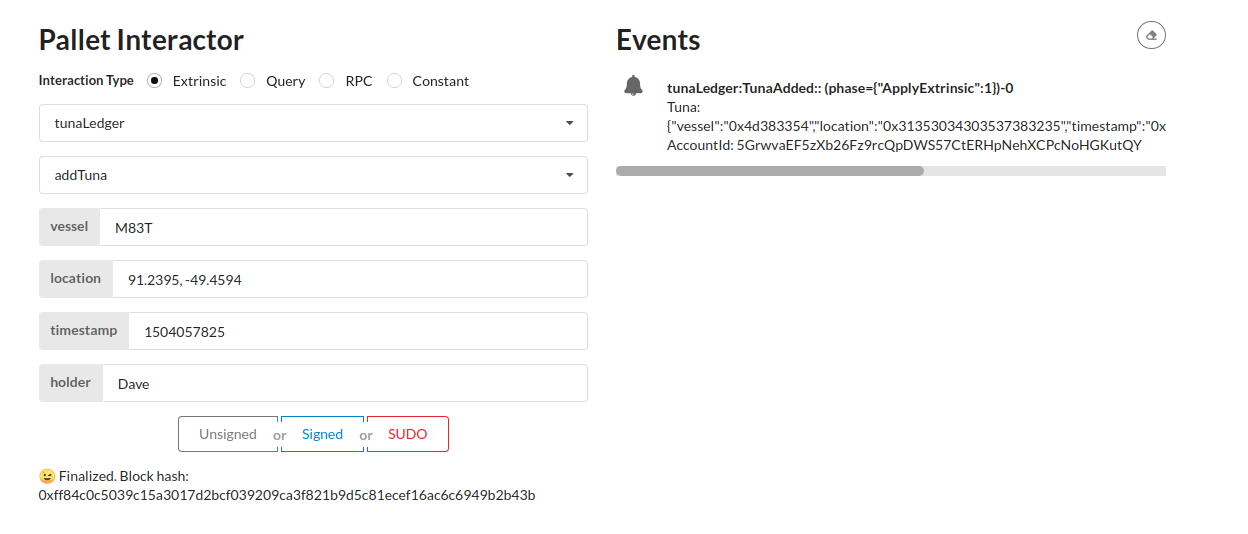 Pallet Interactor
Interaction Type Extrinsic Query RPC Constant
tunaLedger
addTuna
vessel M83T
location 91.2395, -49.4594
timestamp 1504057825
holder Dave
Unsigned or Signed or SUDO
😉 Finalized. Block hash:
0xff84c0c5039c15a3017d2bcf039209ca3f821b9d5c81ecef16ac6c6949b2b43b
Events
tunaLedger:TunaAdded:: (phase={"ApplyExtrinsic":1})-0
Tuna:
{"vessel":"0x4d383354","location":"0x31353034303537383235","timestamp":"0x
AccountId: 5GrwvaEF5zXb26Fz9rcQpDWS57CtERHpNehXCPcNoHGKutQY